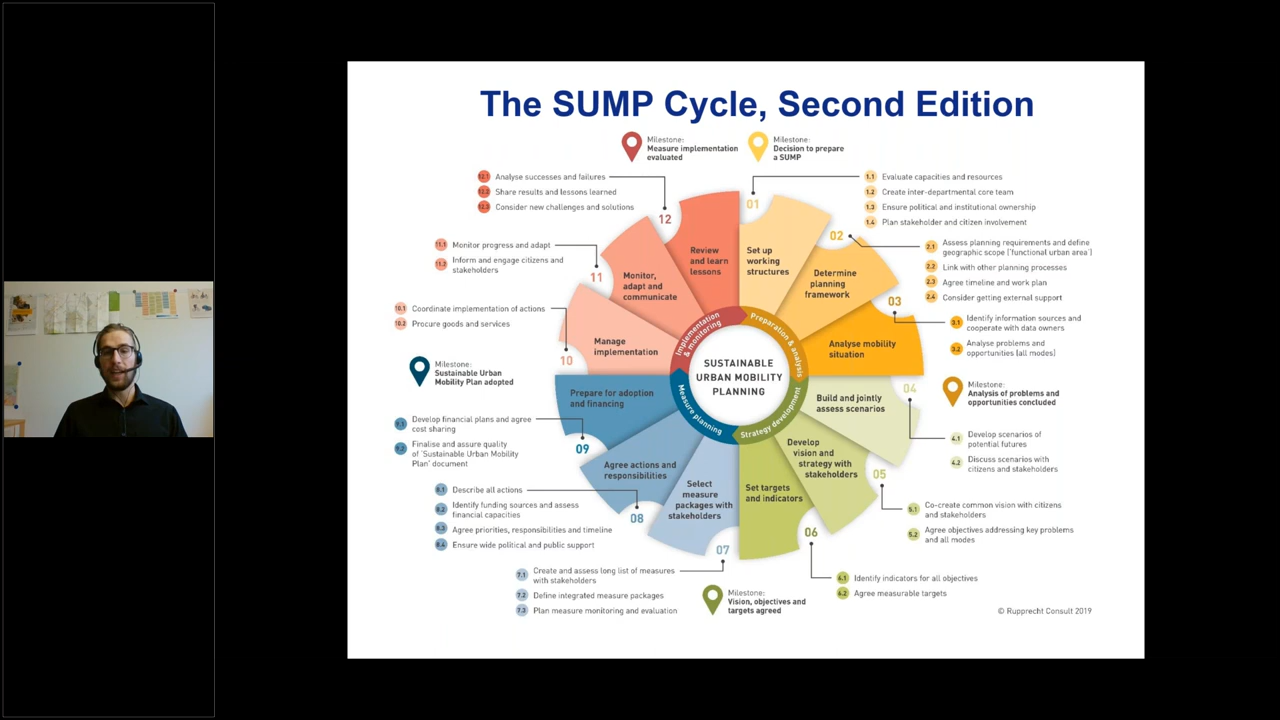 The SUMP Cycle, Second Edition
Milestone:
Measure implementation
evaluated
Milestone:
Decision to prepare
a SUMP
12.1 Analyse successes and failures
12.2 Share results and lessons learned
12.3 Consider new challenges and solutions
1.1 Evaluate capacities and resources
1.2 Create inter-departmental core team
1.3 Ensure political and institutional ownership
1.4 Plan stakeholder and citizen involvement
11.1 Monitor progress and adapt
11.2 Inform and engage citizens and
stakeholders
2.1 Assess planning requirements and define
geographic scope ('functional urban area')
2.2 Link with other planning processes
2.3 Agree timeline and work plan
2.4 Consider getting external support
10.1 Coordinate implementation of actions
10.2 Procure goods and services
3.1 Identify information sources and
cooperate with data owners
3.2 Analyse problems and
opportunities (all modes)
Milestone:
Sustainable Urban
Mobility Plan adopted
Milestone:
Analysis of problems and
opportunities concluded
01
Set up
working
structures
02
Determine
planning
framework
03
Analyse mobility
situation
04
Build and jointly
assess scenarios
05
Develop
vision and
strategy with
stakeholders
06
Set targets
and indicators
07
Select
measure
packages with
stakeholders
08
Agree actions and
responsibilities
09
Prepare for adoption
and financing
10
Manage
implementation
11
Monitor,
adapt and
communicate
12
Review
and learn
lessons
Preparation & analysis
Strategy development
Measure planning
Implementation
& monitoring
SUSTAINABLE
URBAN MOBILITY
PLANNING
9.1 Develop financial plans and agree
cost sharing
9.2 Finalise and assure quality
of 'Sustainable Urban Mobility
Plan' document
4.1 Develop scenarios of
potential futures
4.2 Discuss scenarios with
citizens and stakeholders
8.1 Describe all actions
8.2 Identify funding sources and assess
financial capacities
8.3 Agree priorities, responsibilities and timeline
8.4 Ensure wide political and public support
5.1 Co-create common vision with citizens
and stakeholders
5.2 Agree objectives addressing key problems
and all modes
7.1 Create and assess long list of measures
with stakeholders
7.2 Define integrated measure packages
7.3 Plan measure monitoring and evaluation
Milestone:
Vision, objectives and
targets agreed
6.1 Identify indicators for all objectives
6.2 Agree measurable targets
© Rupprecht Consult 2019